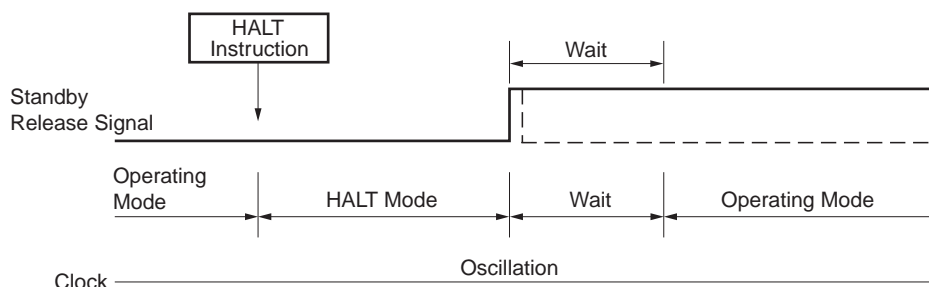 HALT
Instruction
Wait
Standby
Release Signal
Operating
Mode
HALT Mode
Wait
Operating Mode
Oscillation
Clock